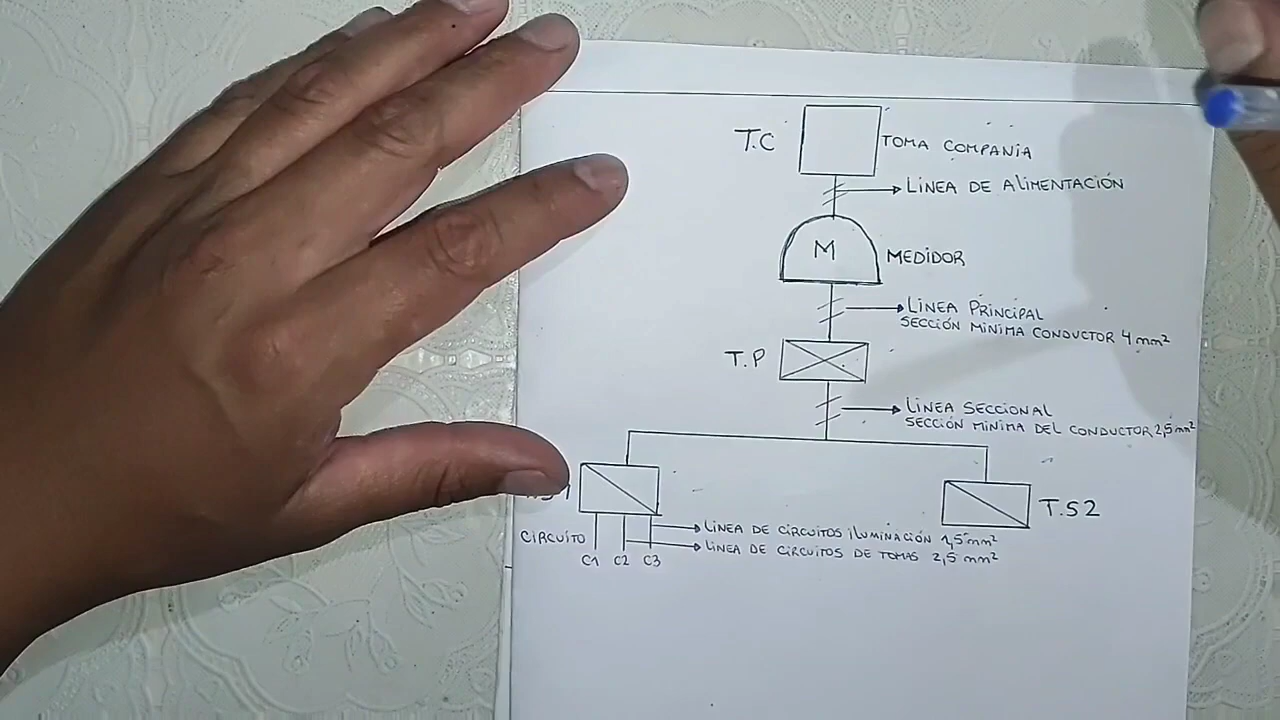 T.C
TOMA COMPANÍA
LINEA DE ALIMENTACIÓN
M
MEDIDOR
LINEA PRINCIPAL
SECCIÓN MINIMA CONDUCTOR 4 mm²
T.P
LINEA SECCIONAL
SECCIÓN MINIMA DEL CONDUCTOR 2,5 mm²
T.S2
CIRCUITO
C1 C2 C3
LINEA DE CIRCUITOS ILUMINACIÓN 1,5 mm²
LINEA DE CIRCUITOS DE TOMAS 2,5 mm²